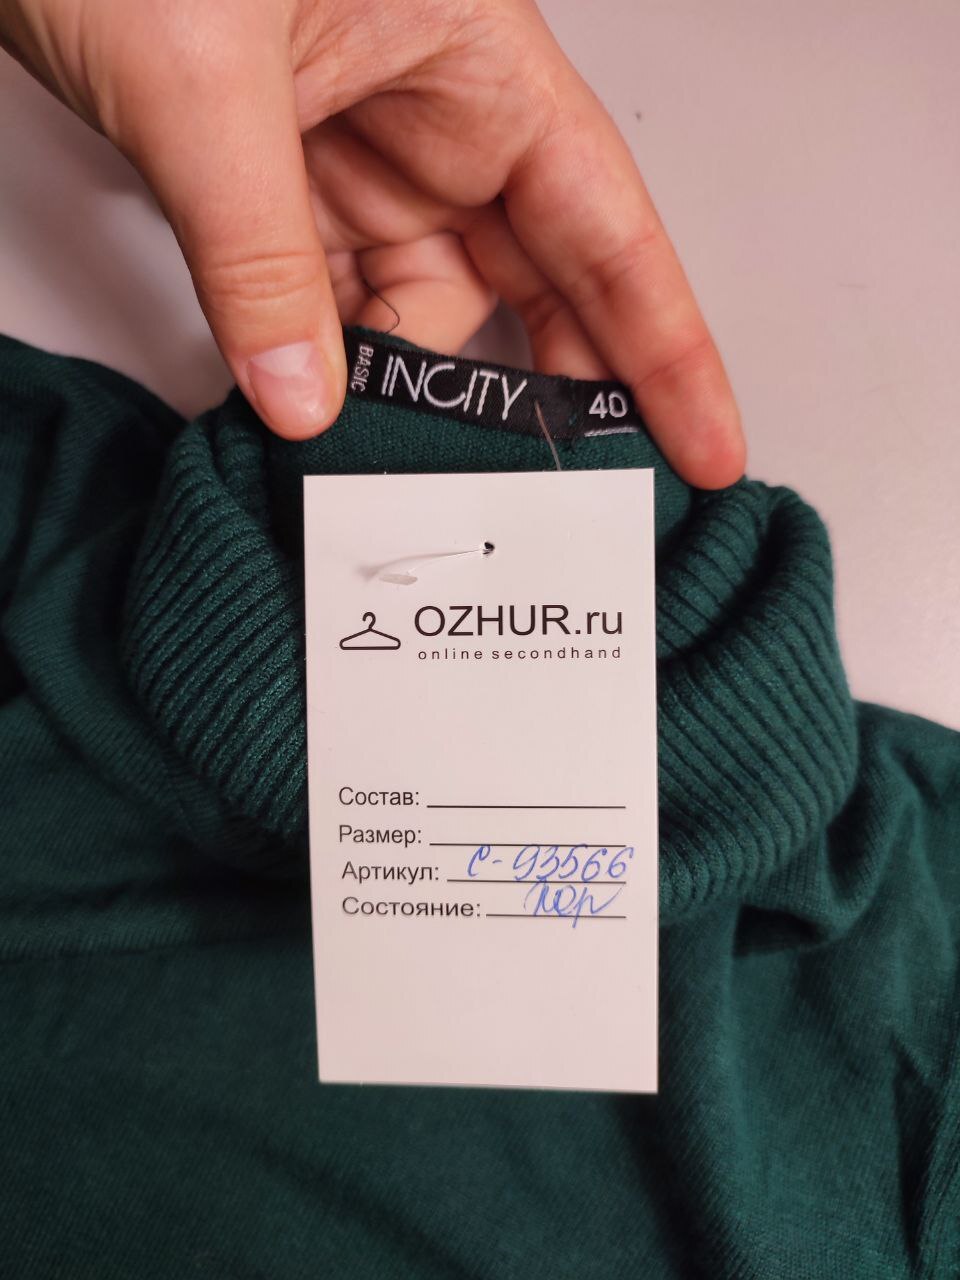 BASIC
INCITY
40
OZHUR.ru
online secondhand
Состав:
Размер:
Артикул: С-93566
Состояние: хор